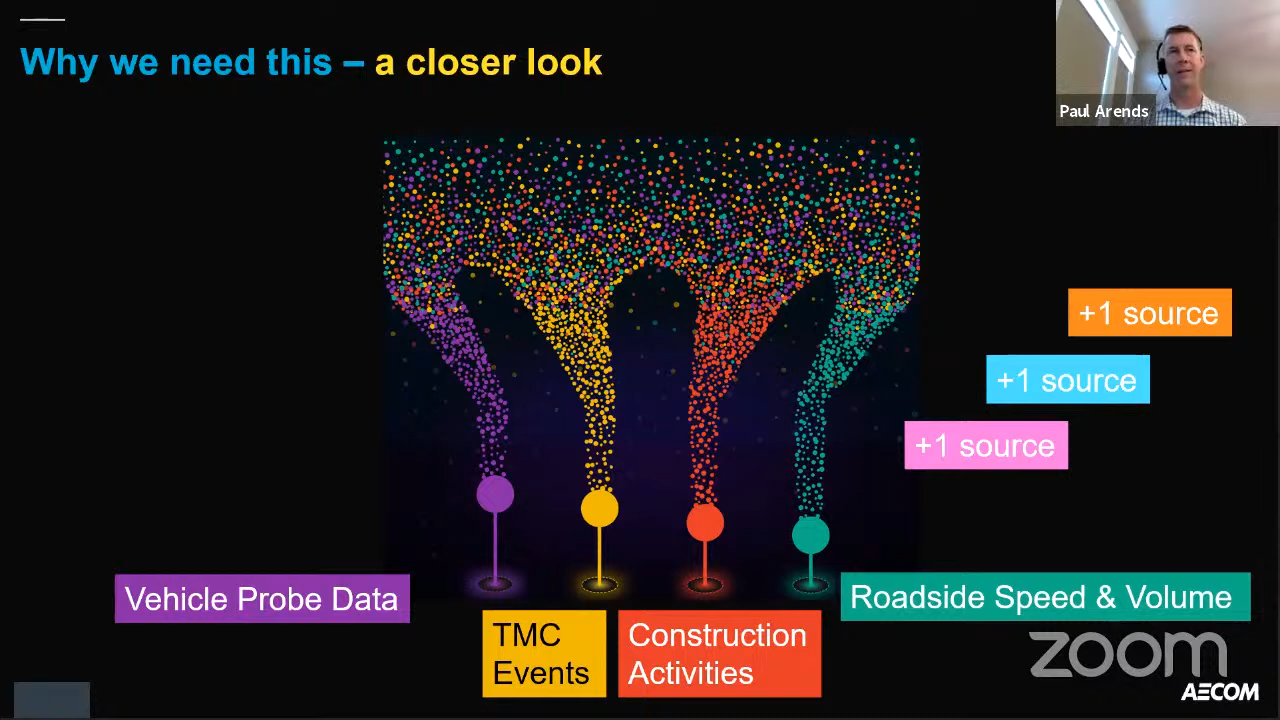 Why we need this – a closer look
Paul Arends
+1 source
+1 source
+1 source
Vehicle Probe Data
TMC
Events
Construction
Activities
Roadside Speed & Volume
zoom
AECOM